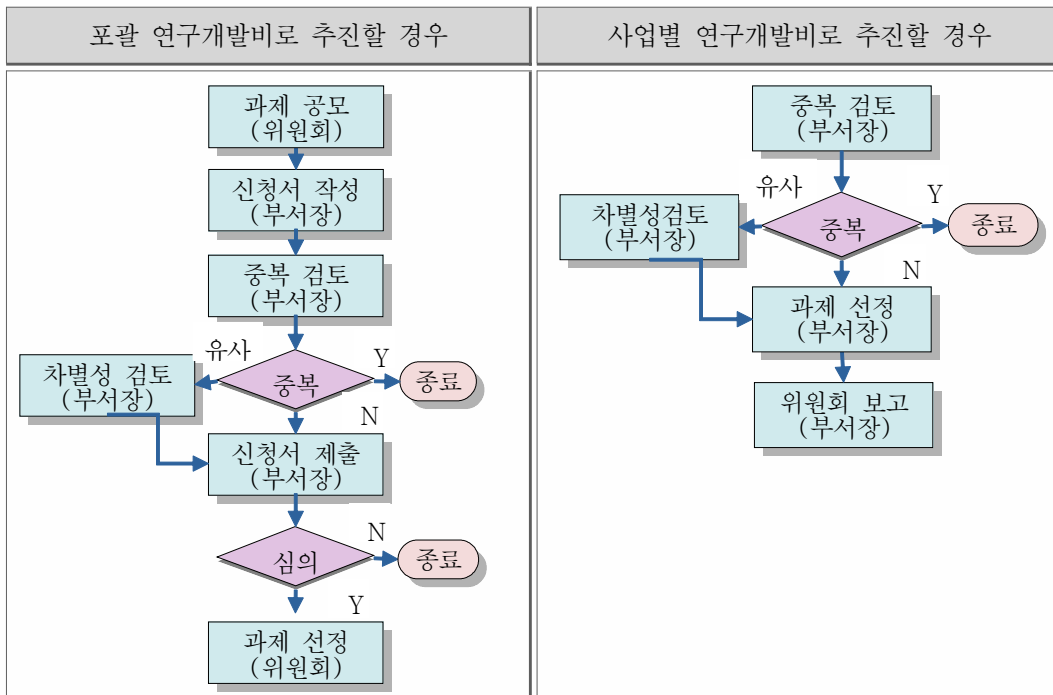 포괄 연구개발비로 추진할 경우
과제 공모
(위원회)
신청서 작성
(부서장)
중복 검토
(부서장)
유사
중복
Y
종료
차별성 검토
(부서장)
N
신청서 제출
(부서장)
심의
N
종료
Y
과제 선정
(위원회)
사업별 연구개발비로 추진할 경우
중복 검토
(부서장)
유사
중복
Y
종료
차별성검토
(부서장)
N
과제 선정
(부서장)
위원회 보고
(부서장)